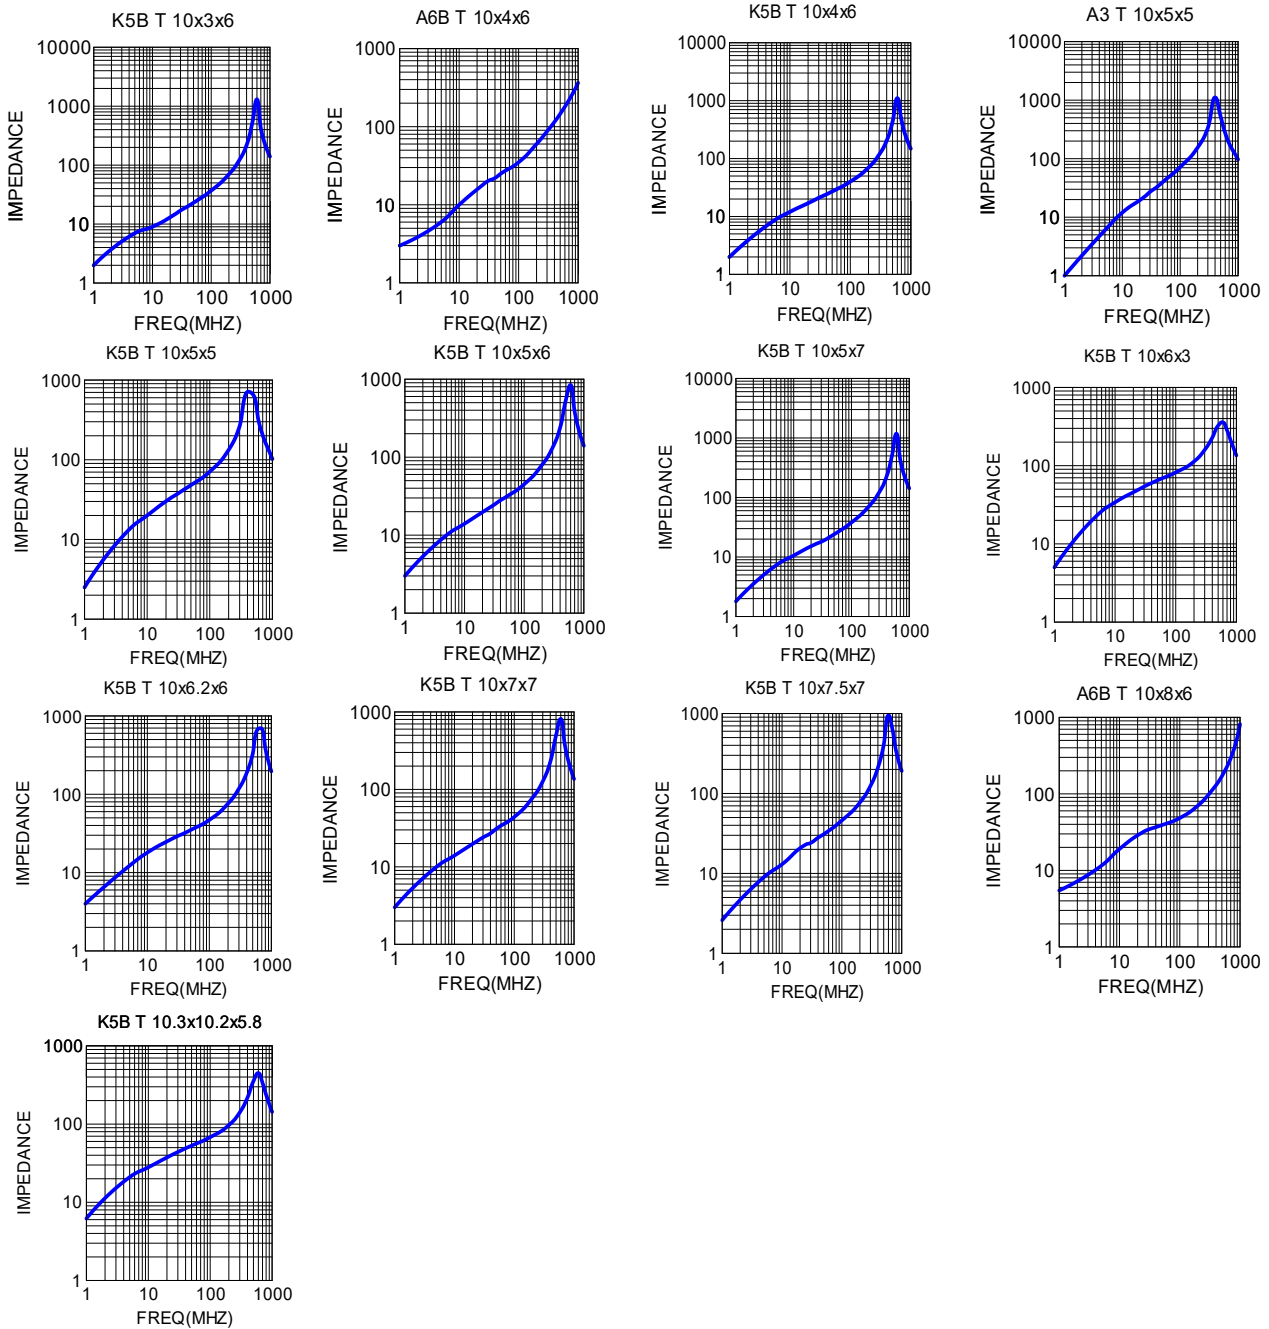 K5B T 10x3x6
10000
1000
100
10
1
IMPEDANCE
1 10 100 1000
FREQ(MHZ)
A6B T 10x4x6
1000
100
10
1
IMPEDANCE
1 10 100 1000
FREQ(MHZ)
K5B T 10x4x6
10000
1000
100
10
1
IMPEDANCE
1 10 100 1000
FREQ(MHZ)
A3 T 10x5x5
10000
1000
100
10
1
IMPEDANCE
1 10 100 1000
FREQ(MHZ)
K5B T 10x5x5
1000
100
10
1
IMPEDANCE
1 10 100 1000
FREQ(MHZ)
K5B T 10x5x6
1000
100
10
1
IMPEDANCE
1 10 100 1000
FREQ(MHZ)
K5B T 10x5x7
10000
1000
100
10
1
IMPEDANCE
1 10 100 1000
FREQ(MHZ)
K5B T 10x6x3
1000
100
10
1
IMPEDANCE
1 10 100 1000
FREQ(MHZ)
K5B T 10x6.2x6
1000
100
10
1
IMPEDANCE
1 10 100 1000
FREQ(MHZ)
K5B T 10x7x7
1000
100
10
1
IMPEDANCE
1 10 100 1000
FREQ(MHZ)
K5B T 10x7.5x7
1000
100
10
1
IMPEDANCE
1 10 100 1000
FREQ(MHZ)
A6B T 10x8x6
1000
100
10
1
IMPEDANCE
1 10 100 1000
FREQ(MHZ)
K5B T 10.3x10.2x5.8
1000
100
10
1
IMPEDANCE
1 10 100 1000
FREQ(MHZ)